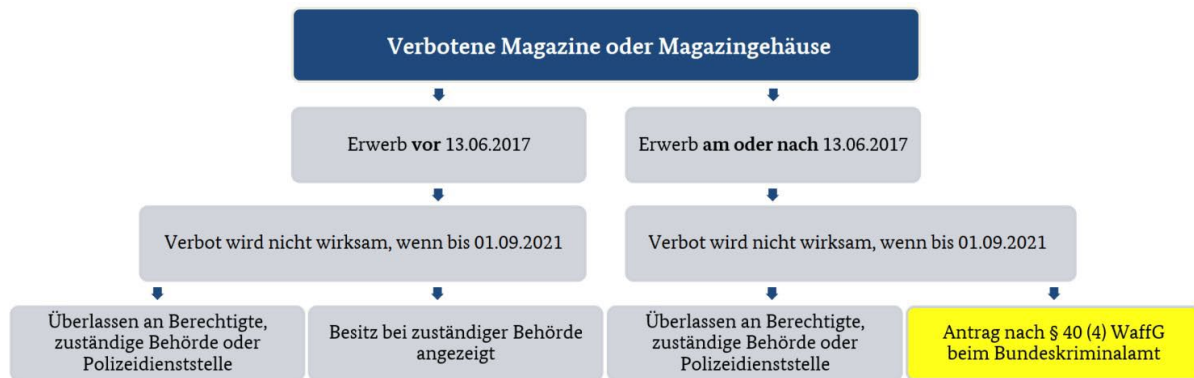 Verbotene Magazine oder Magazingehäuse
Erwerb vor 13.06.2017
Erwerb am oder nach 13.06.2017
Verbot wird nicht wirksam, wenn bis 01.09.2021
Verbot wird nicht wirksam, wenn bis 01.09.2021
Überlassen an Berechtigte,
zuständige Behörde oder
Polizeidienststelle
Besitz bei zuständiger Behörde
angezeigt
Überlassen an Berechtigte,
zuständige Behörde oder
Polizeidienststelle
Antrag nach § 40 (4) WaffG
beim Bundeskriminalamt